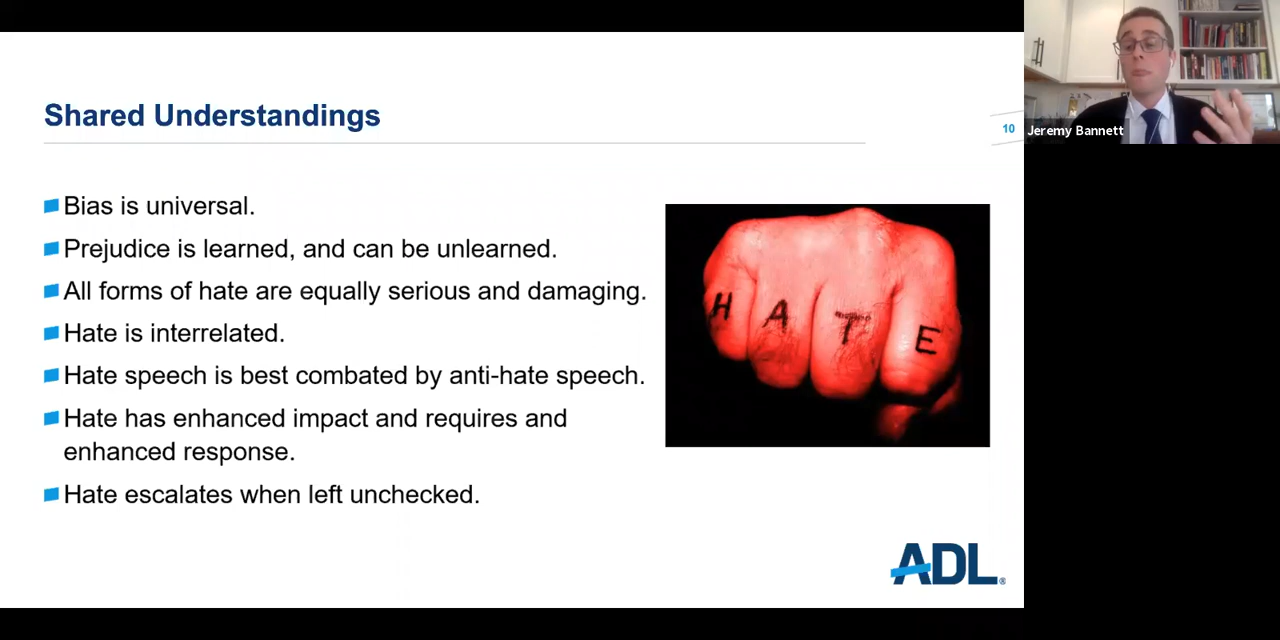 Shared Understandings
10
Jeremy Bannett
Bias is universal.
Prejudice is learned, and can be unlearned.
All forms of hate are equally serious and damaging.
Hate is interrelated.
Hate speech is best combated by anti-hate speech.
Hate has enhanced impact and requires and
enhanced response.
Hate escalates when left unchecked.
HATE
ADL®